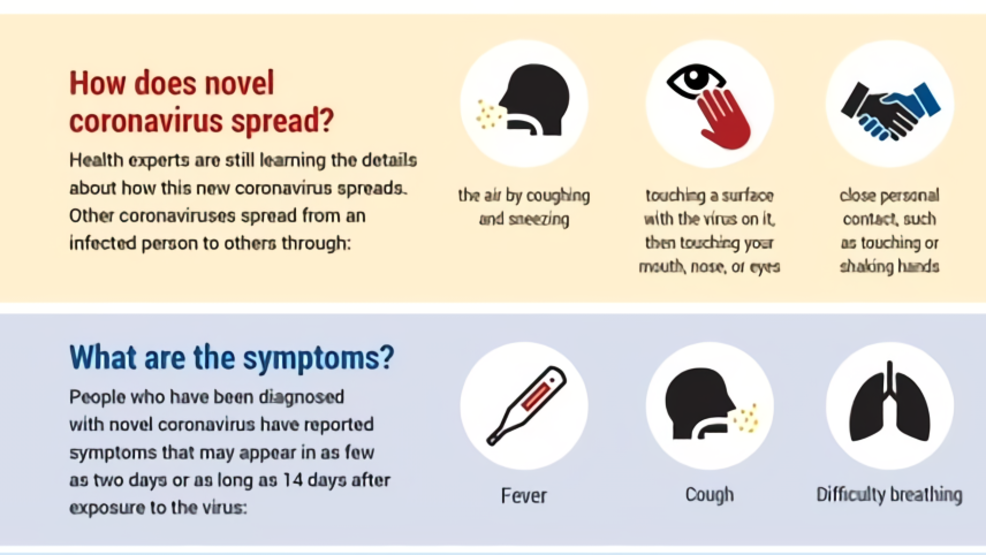 How does novel
coronavirus spread?
Health experts are still learning the details
about how this new coronavirus spreads.
Other coronaviruses spread from an
infected person to others through:
the air by coughing
and sneezing
touching a surface
with the virus on it,
then touching your
mouth, nose, or eyes
close personal
contact, such
as touching or
shaking hands
What are the symptoms?
People who have been diagnosed
with novel coronavirus have reported
symptoms that may appear in as few
as two days or as long as 14 days after
exposure to the virus:
Fever
Cough
Difficulty breathing